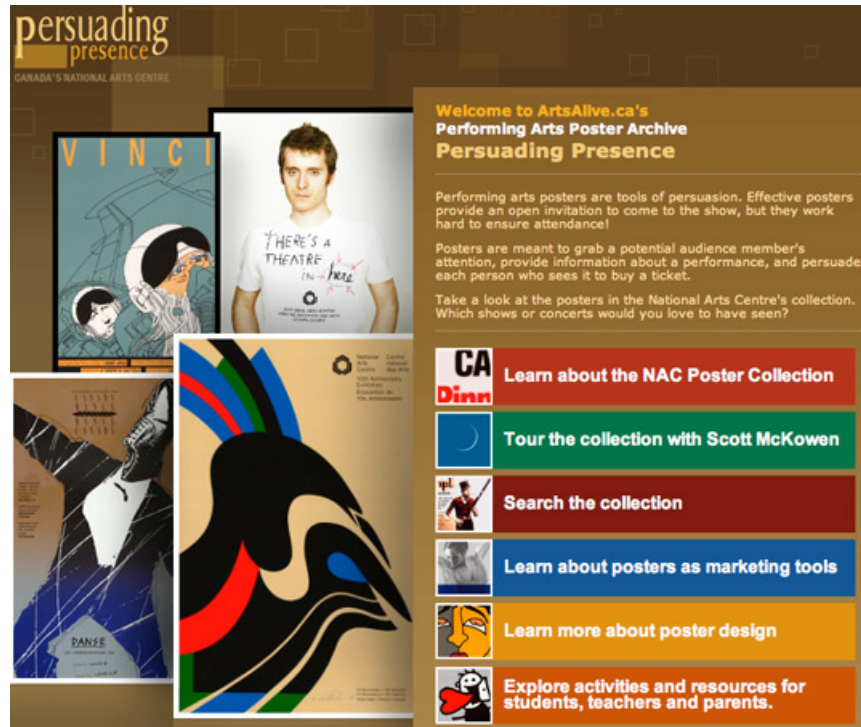 persuading
presence
CANADA'S NATIONAL ARTS CENTRE
VINCI
THERE'S A
THEATRE
IN here
National Centre
Arts national
Centre des Arts
10th Anniversary
Exhibition
Exposition du
10e Anniversaire
DANSE
Welcome to ArtsAlive.ca's
Performing Arts Poster Archive
Persuading Presence
Performing arts posters are tools of persuasion. Effective posters
provide an open invitation to come to the show, but they work
hard to ensure attendance!
Posters are meant to grab a potential audience member's
attention, provide information about a performance, and persuade
each person who sees it to buy a ticket.
Take a look at the posters in the National Arts Centre's collection.
Which shows or concerts would you love to have seen?
CA
Dinn
Learn about the NAC Poster Collection
Tour the collection with Scott McKowen
Search the collection
Learn about posters as marketing tools
Learn more about poster design
Explore activities and resources for
students, teachers and parents.